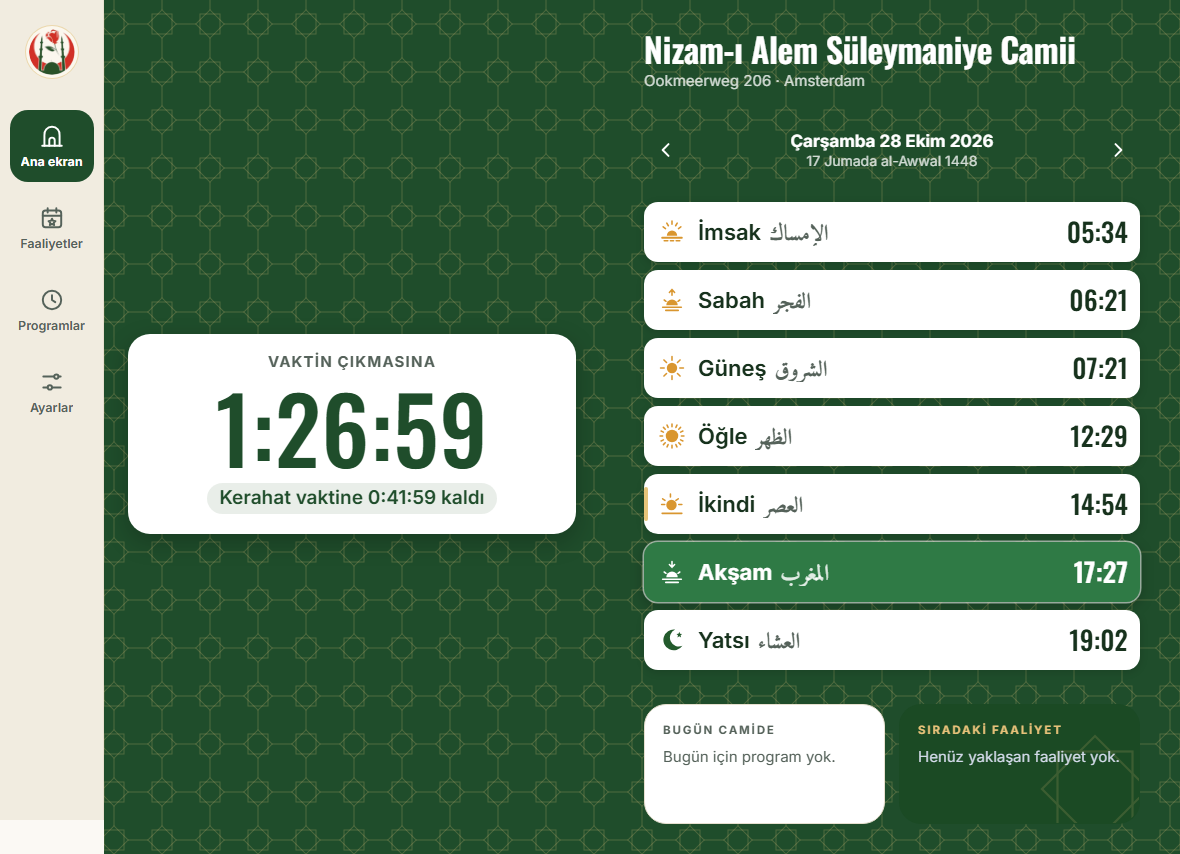 Ana ekran
Faaliyetler
Programlar
Ayarlar
VAKTİN ÇIKMASINA
1:26:59
Kerahat vaktine 0:41:59 kaldı
Nizam-ı Alem Süleymaniye Camii
Ookmeerweg 206 · Amsterdam
Çarşamba 28 Ekim 2026
17 Jumada al-Awwal 1448
İmsak الإمساك 05:34
Sabah الفجر 06:21
Güneş الشروق 07:21
Öğle الظهر 12:29
İkindi العصر 14:54
Akşam المغرب 17:27
Yatsı العشاء 19:02
BUGÜN CAMİDE
Bugün için program yok.
SIRADAKİ FAALİYET
Henüz yaklaşan faaliyet yok.